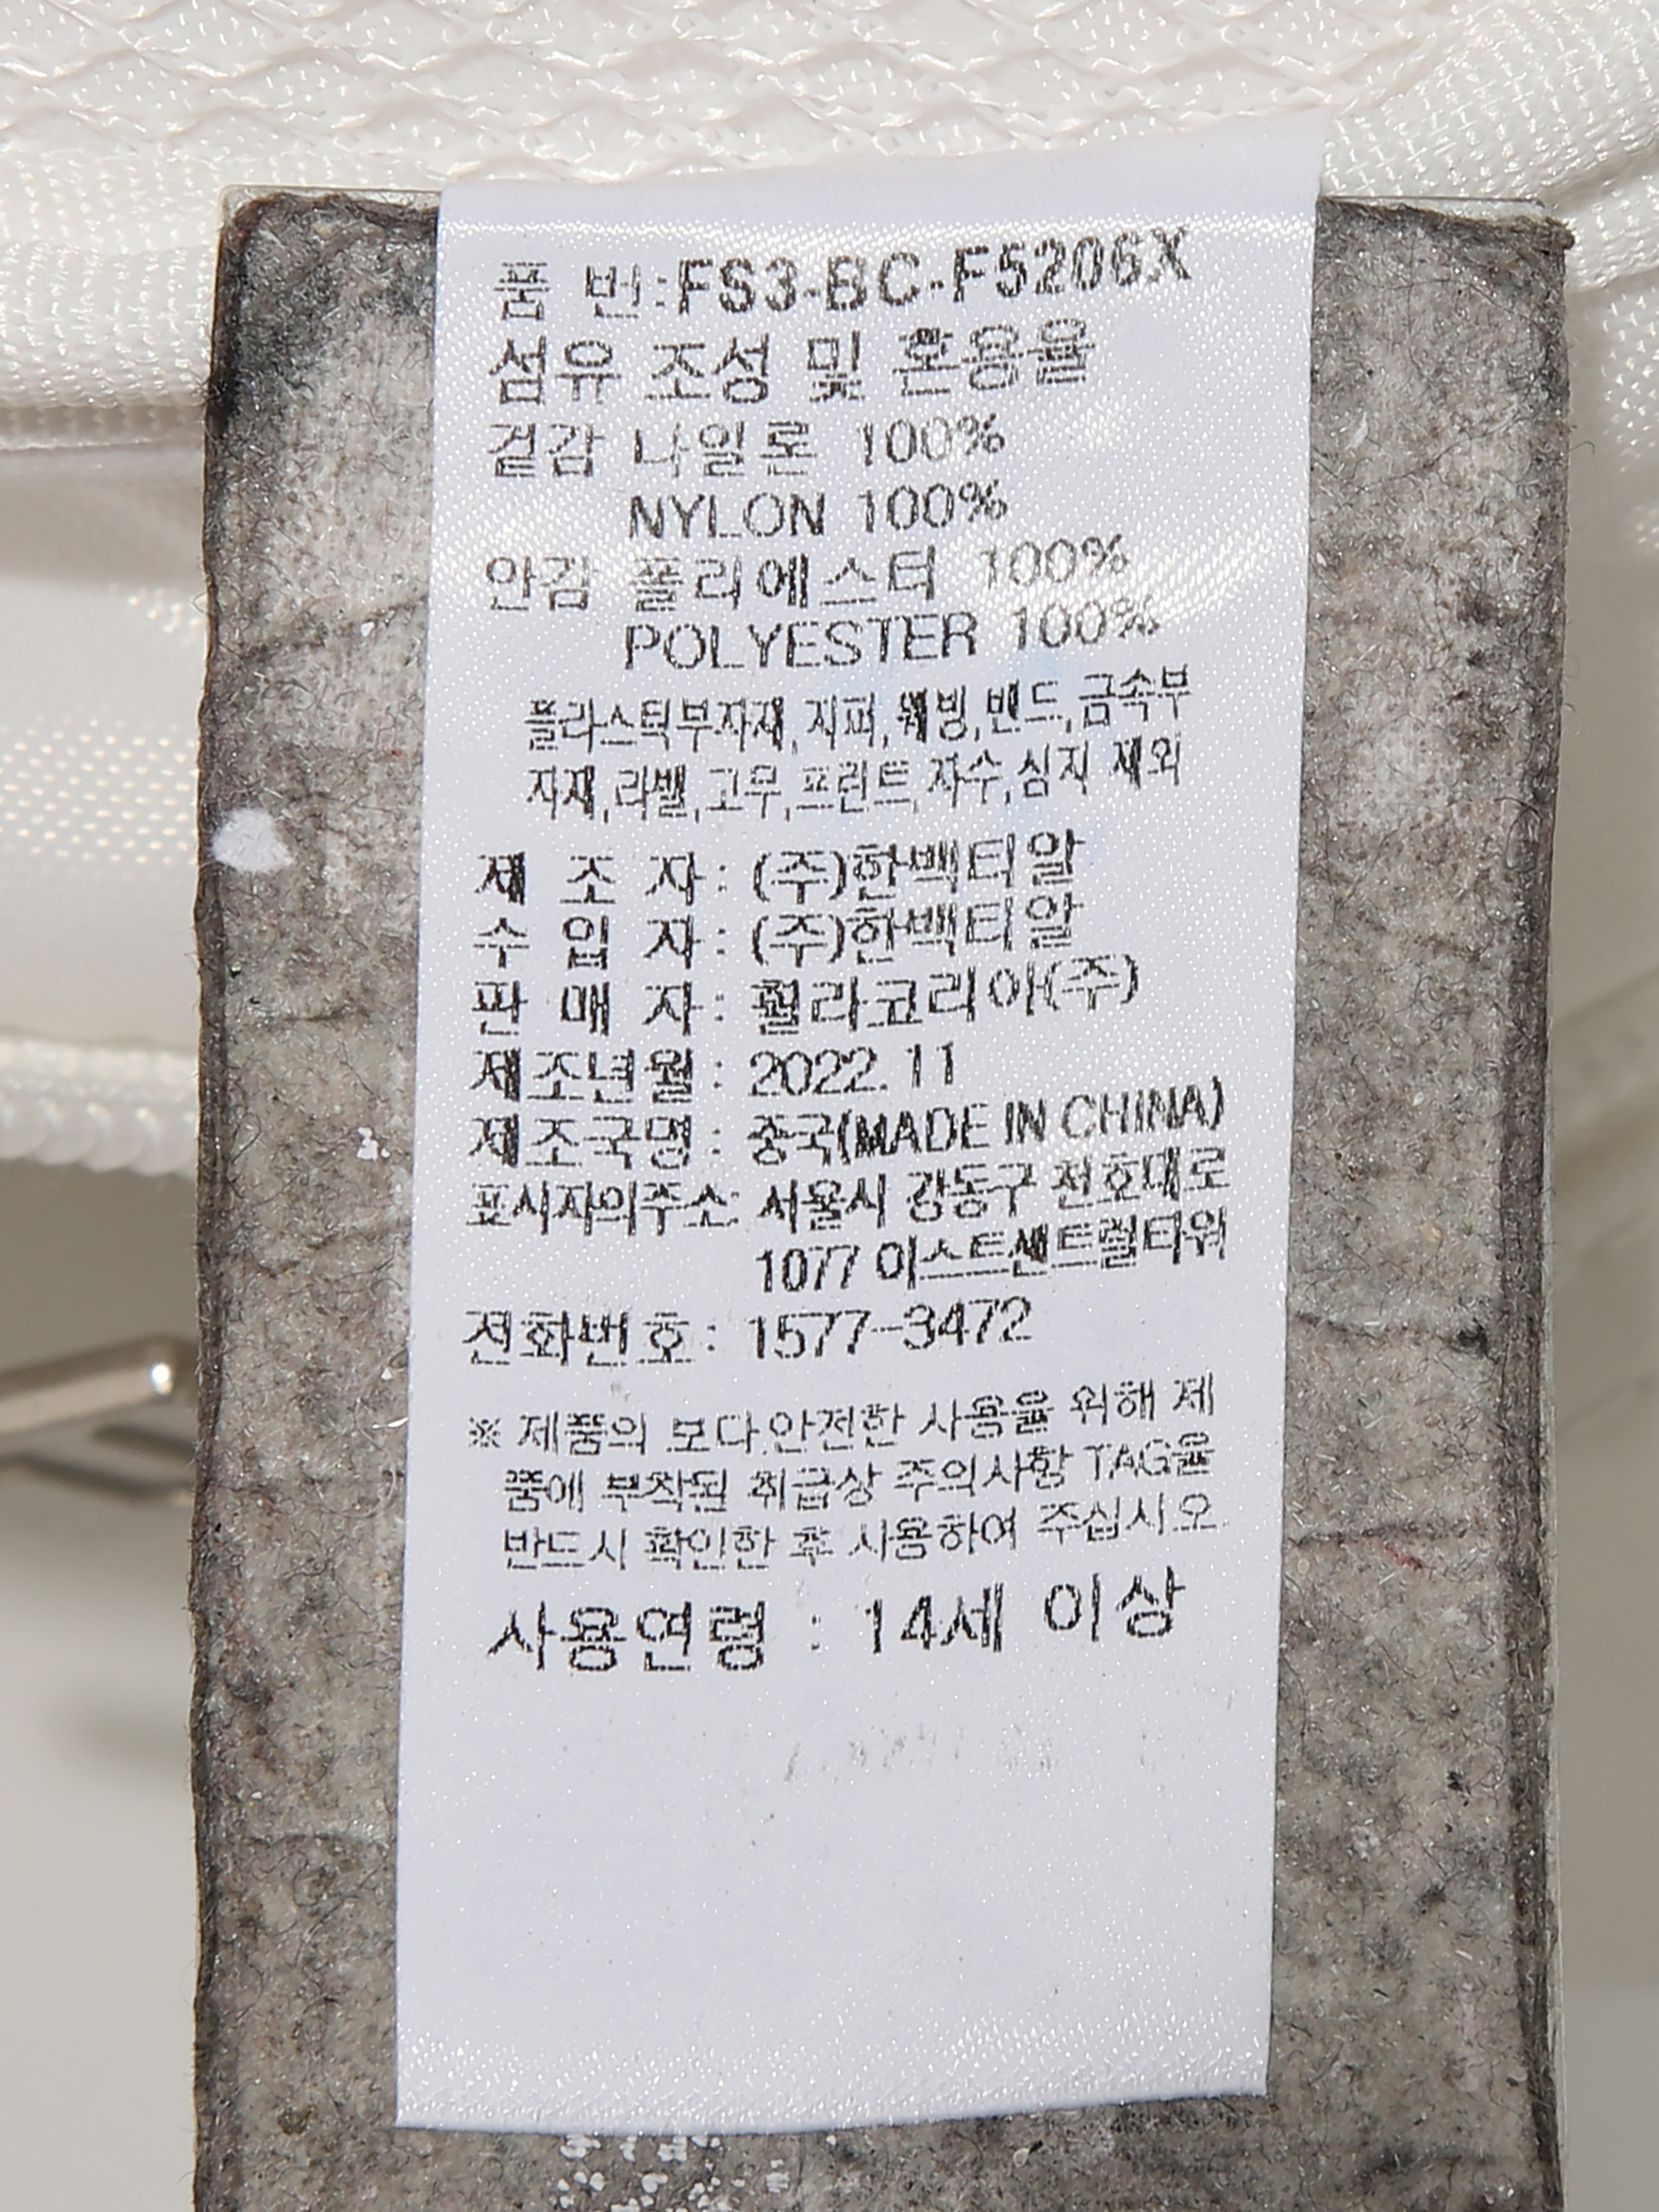 품 번:FS3-BC-F5206X
섬유 조성 및 혼용율
겉감 나일론 100%
NYLON 100%
안감 폴리에스터 100%
POLYESTER 100%
플라스틱부자재,지퍼,웨빙,밴드,금속부
자재,라벨,고무,프린트,자수,심지 제외
제 조 자 : (주)한백티알
수 입 자 : (주)한백티알
판 매 자 : 휠라코리아(주)
제조년월 : 2022.11
제조국명 : 중국(MADE IN CHINA)
표시자의주소: 서울시 강동구 천호대로
1077 이스트센트럴타워
전화번호 : 1577-3472
※ 제품의 보다 안전한 사용을 위해 제
품에 부착된 취급상 주의사항 TAG을
반드시 확인한 후 사용하여 주십시오.
사용연령 : 14세 이상